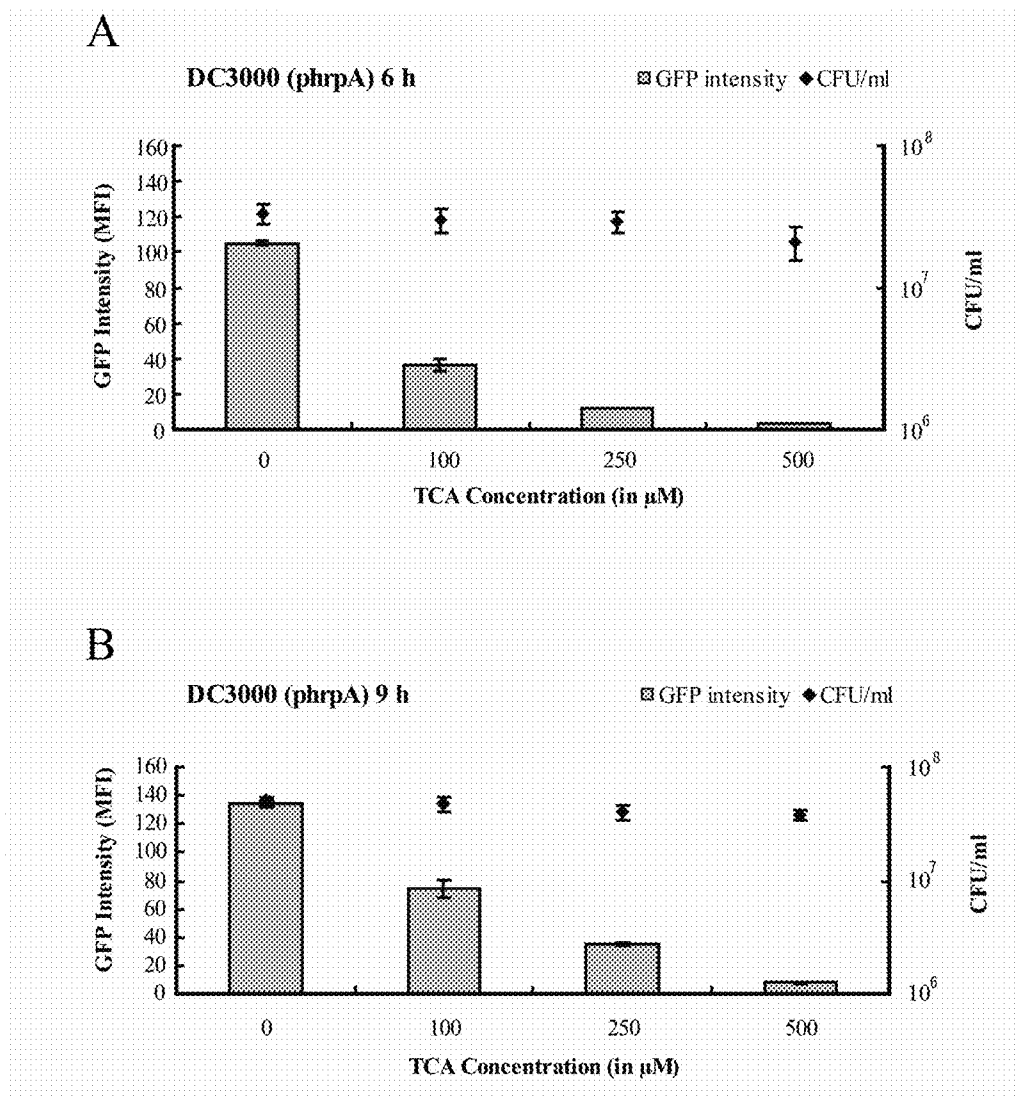 A
DC3000 (phrpA) 6 h
GFP intensity ◆CFU/ml
160
140
120
100
80
60
40
20
0
GFP Intensity (MFI)
10^8
10^7
10^6
CFU/ml
0 100 250 500
TCA Concentration (in µM)
B
DC3000 (phrpA) 9 h
GFP intensity ◆CFU/ml
160
140
120
100
80
60
40
20
0
GFP Intensity (MFI)
10^8
10^7
10^6
CFU/ml
0 100 250 500
TCA Concentration (in µM)